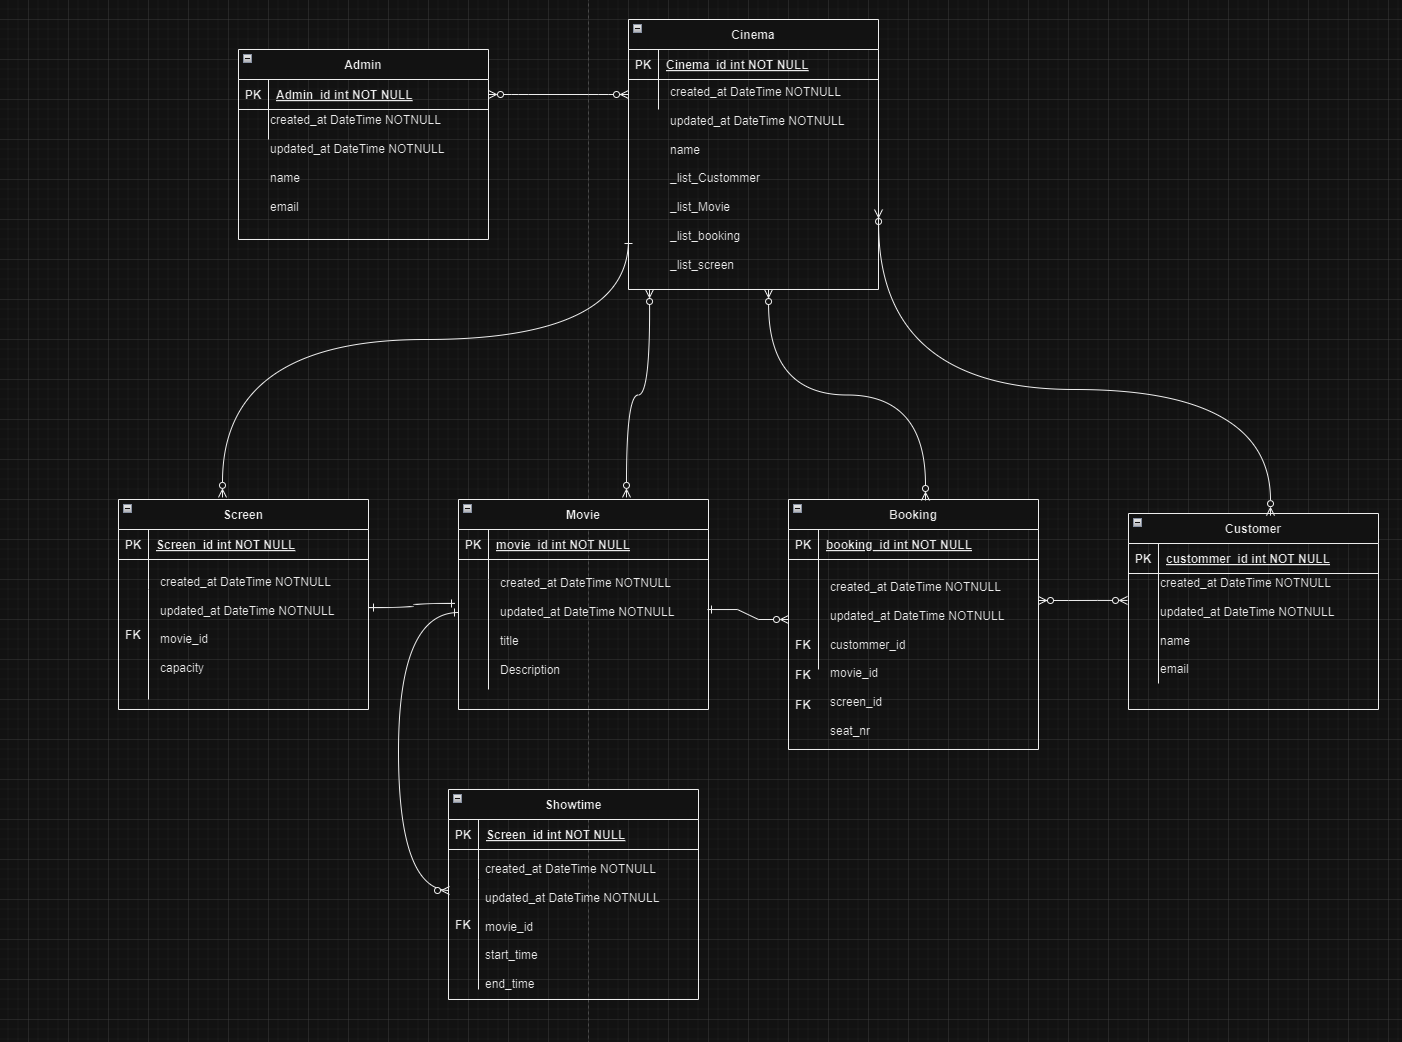 Cinema
PK Cinema_id int NOT NULL
created_at DateTime NOTNULL
updated_at DateTime NOTNULL
name
_list_Custommer
_list_Movie
_list_booking
_list_screen
Admin
PK Admin_id int NOT NULL
created_at DateTime NOTNULL
updated_at DateTime NOTNULL
name
email
Screen
PK Screen_id int NOT NULL
created_at DateTime NOTNULL
updated_at DateTime NOTNULL
FK movie_id
capacity
Movie
PK movie_id int NOT NULL
created_at DateTime NOTNULL
updated_at DateTime NOTNULL
title
Description
Booking
PK booking_id int NOT NULL
created_at DateTime NOTNULL
updated_at DateTime NOTNULL
FK custommer_id
FK movie_id
FK screen_id
seat_nr
Customer
PK custommer_id int NOT NULL
created_at DateTime NOTNULL
updated_at DateTime NOTNULL
name
email
Showtime
PK Screen_id int NOT NULL
created_at DateTime NOTNULL
updated_at DateTime NOTNULL
FK movie_id
start_time
end_time